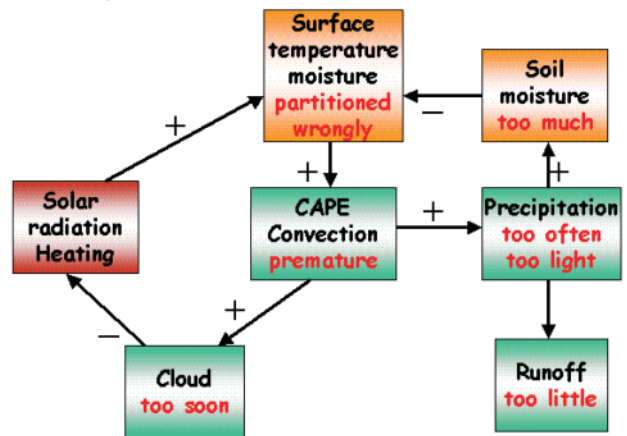 Surface
temperature
moisture
partitioned
wrongly
Soil
moisture
too much
+
−
+
+
Solar
radiation
Heating
CAPE
Convection
premature
+
Precipitation
too often
too light
+
−
Cloud
too soon
Runoff
too little